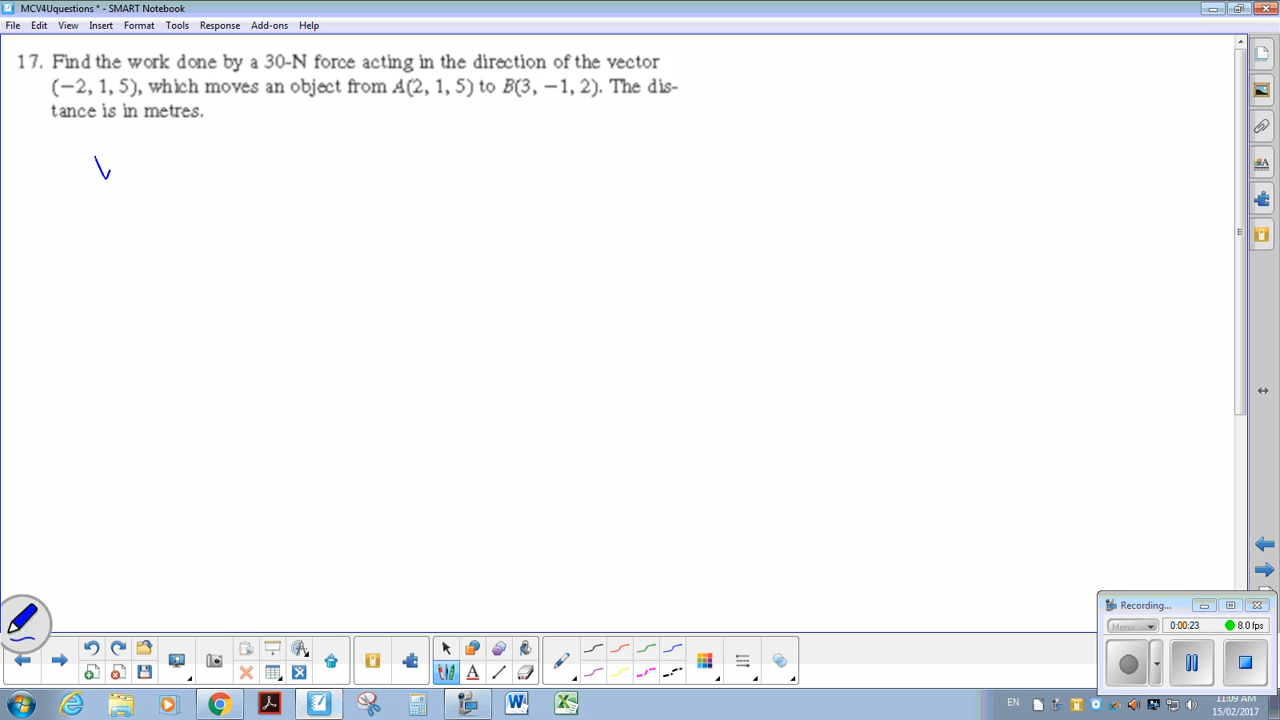 MCV4Uquestions * - SMART Notebook
File Edit View Insert Format Tools Response Add-ons Help
17. Find the work done by a 30-N force acting in the direction of the vector
(−2, 1, 5), which moves an object from A(2, 1, 5) to B(3, −1, 2). The dis-
tance is in metres.
Recording...
Menu 0:00:23 8.0 fps
EN 11:09 AM
15/02/2017